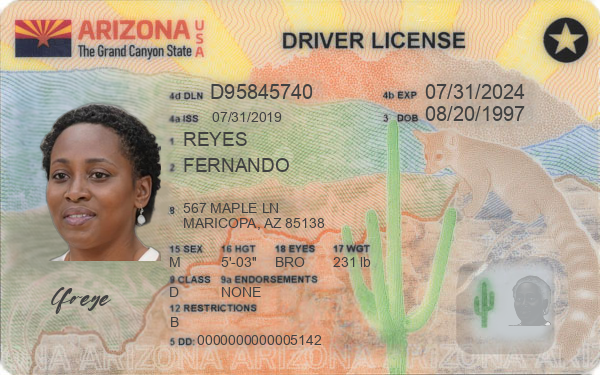 ARIZONA USA
The Grand Canyon State
DRIVER LICENSE
4d DLN D95845740
4b EXP 07/31/2024
4a ISS 07/31/2019
3 DOB 08/20/1997
1 REYES
2 FERNANDO
8 567 MAPLE LN
MARICOPA, AZ 85138
15 SEX 16 HGT 18 EYES 17 WGT
M 5'-03" BRO 231 lb
9 CLASS 9a ENDORSEMENTS
D NONE
12 RESTRICTIONS
B
5 DD: 0000000000005142
freye
ARIZONA ARIZONA ARIZONA ARIZONA